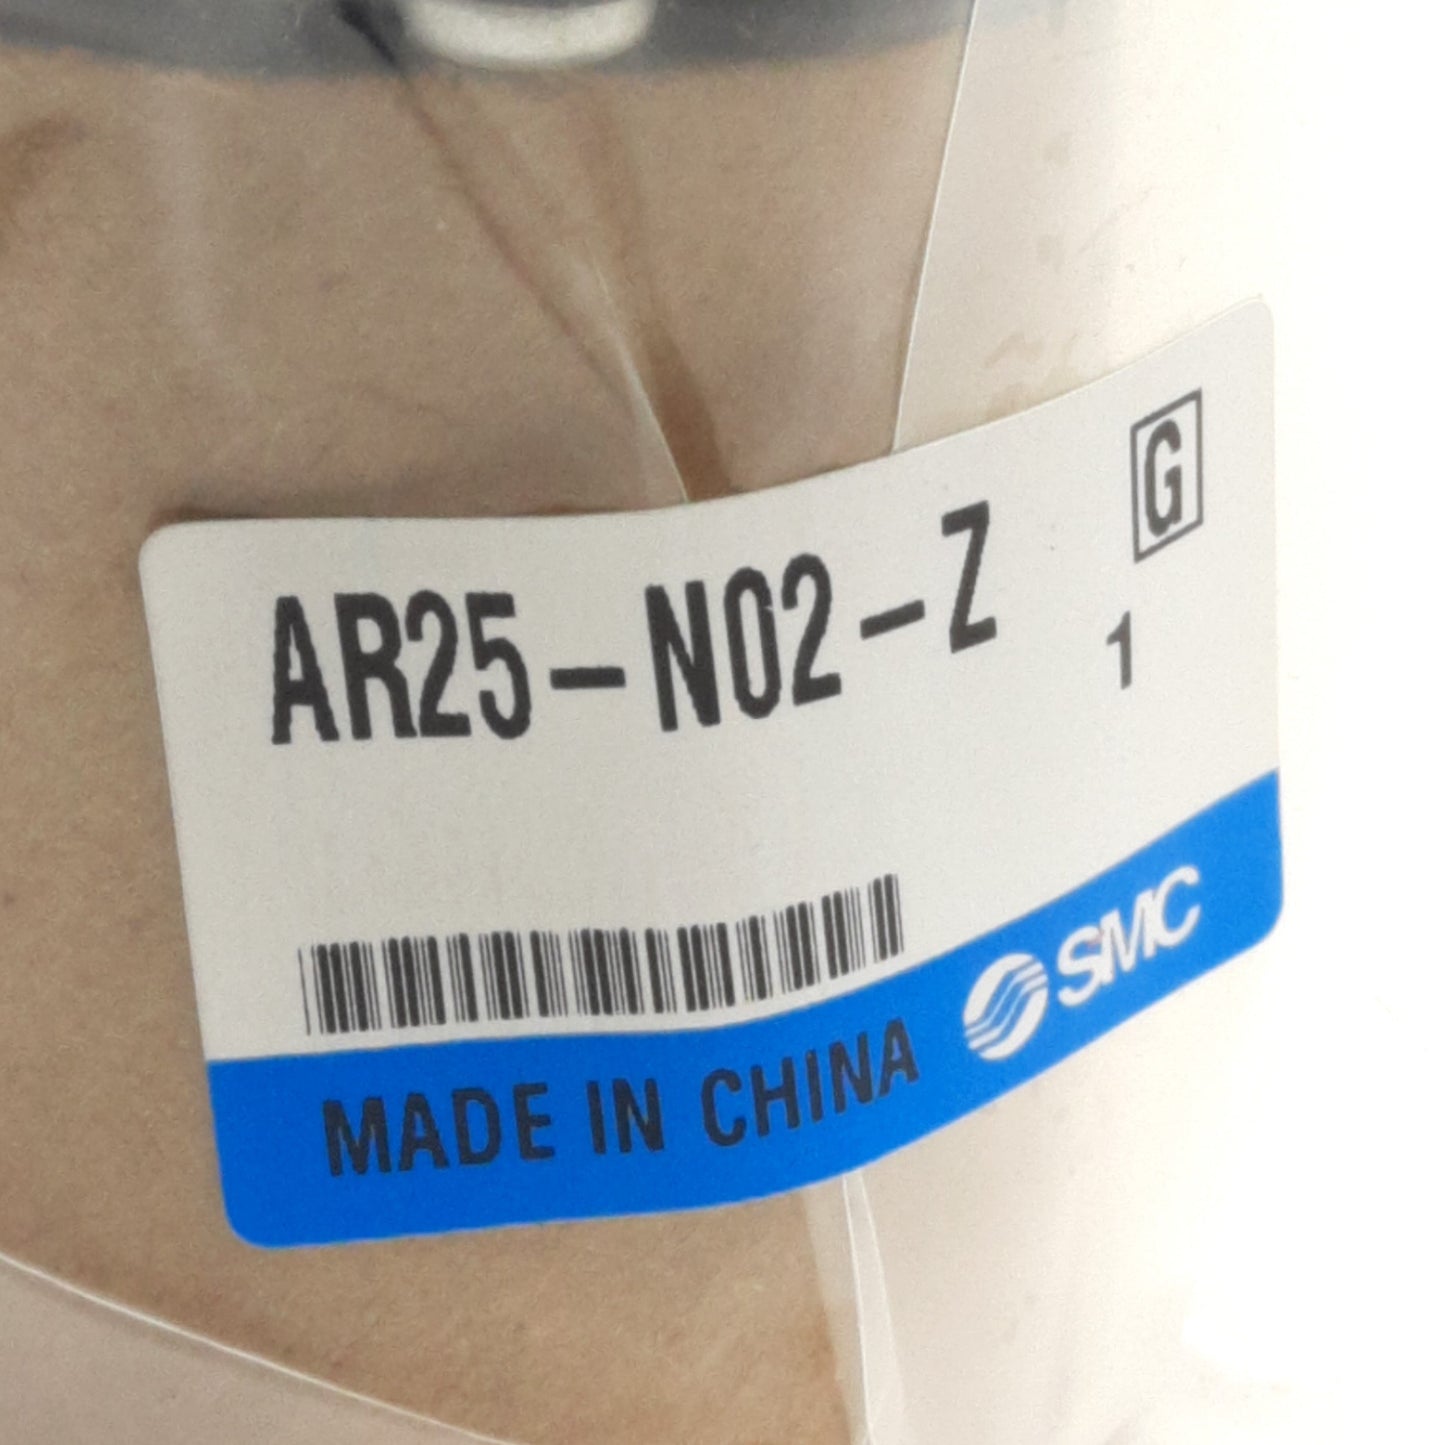 G
AR25-N02-Z
1
SMC
MADE IN CHINA